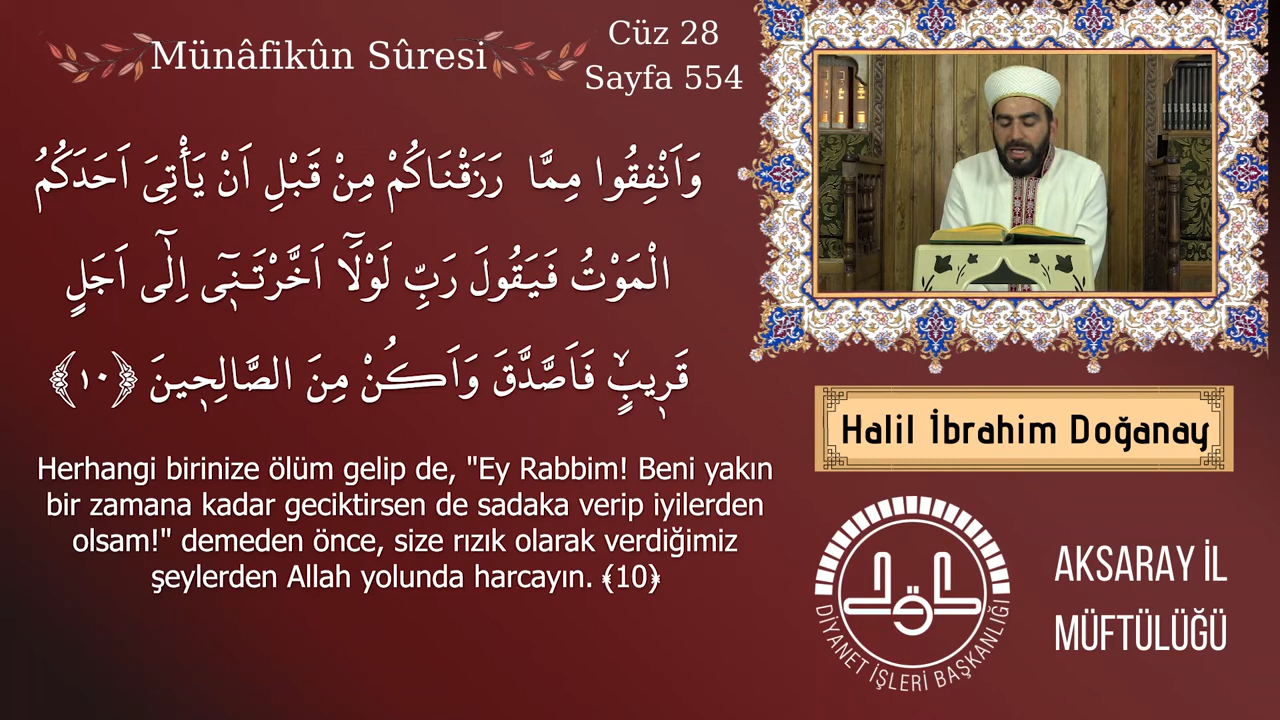 Münâfikûn Sûresi
Cüz 28
Sayfa 554
وَاَنْفِقُوا مِمَّا رَزَقْنَاكُمْ مِنْ قَبْلِ اَنْ يَأْتِىَ اَحَدَكُمُ
الْمَوْتُ فَيَقُولَ رَبِّ لَوْلَٓا اَخَّرْتَنٖٓى اِلٰٓى اَجَلٍ
قَرٖيبٍۙ فَاَصَّدَّقَ وَاَكُنْ مِنَ الصَّالِحٖينَ ﴿١٠﴾
Herhangi birinize ölüm gelip de, "Ey Rabbim! Beni yakın
bir zamana kadar geciktirsen de sadaka verip iyilerden
olsam!" demeden önce, size rızık olarak verdiğimiz
şeylerden Allah yolunda harcayın. ﴾10﴿
Halil İbrahim Doğanay
DİYANET İŞLERİ BAŞKANLIĞI
AKSARAY İL
MÜFTÜLÜĞÜ